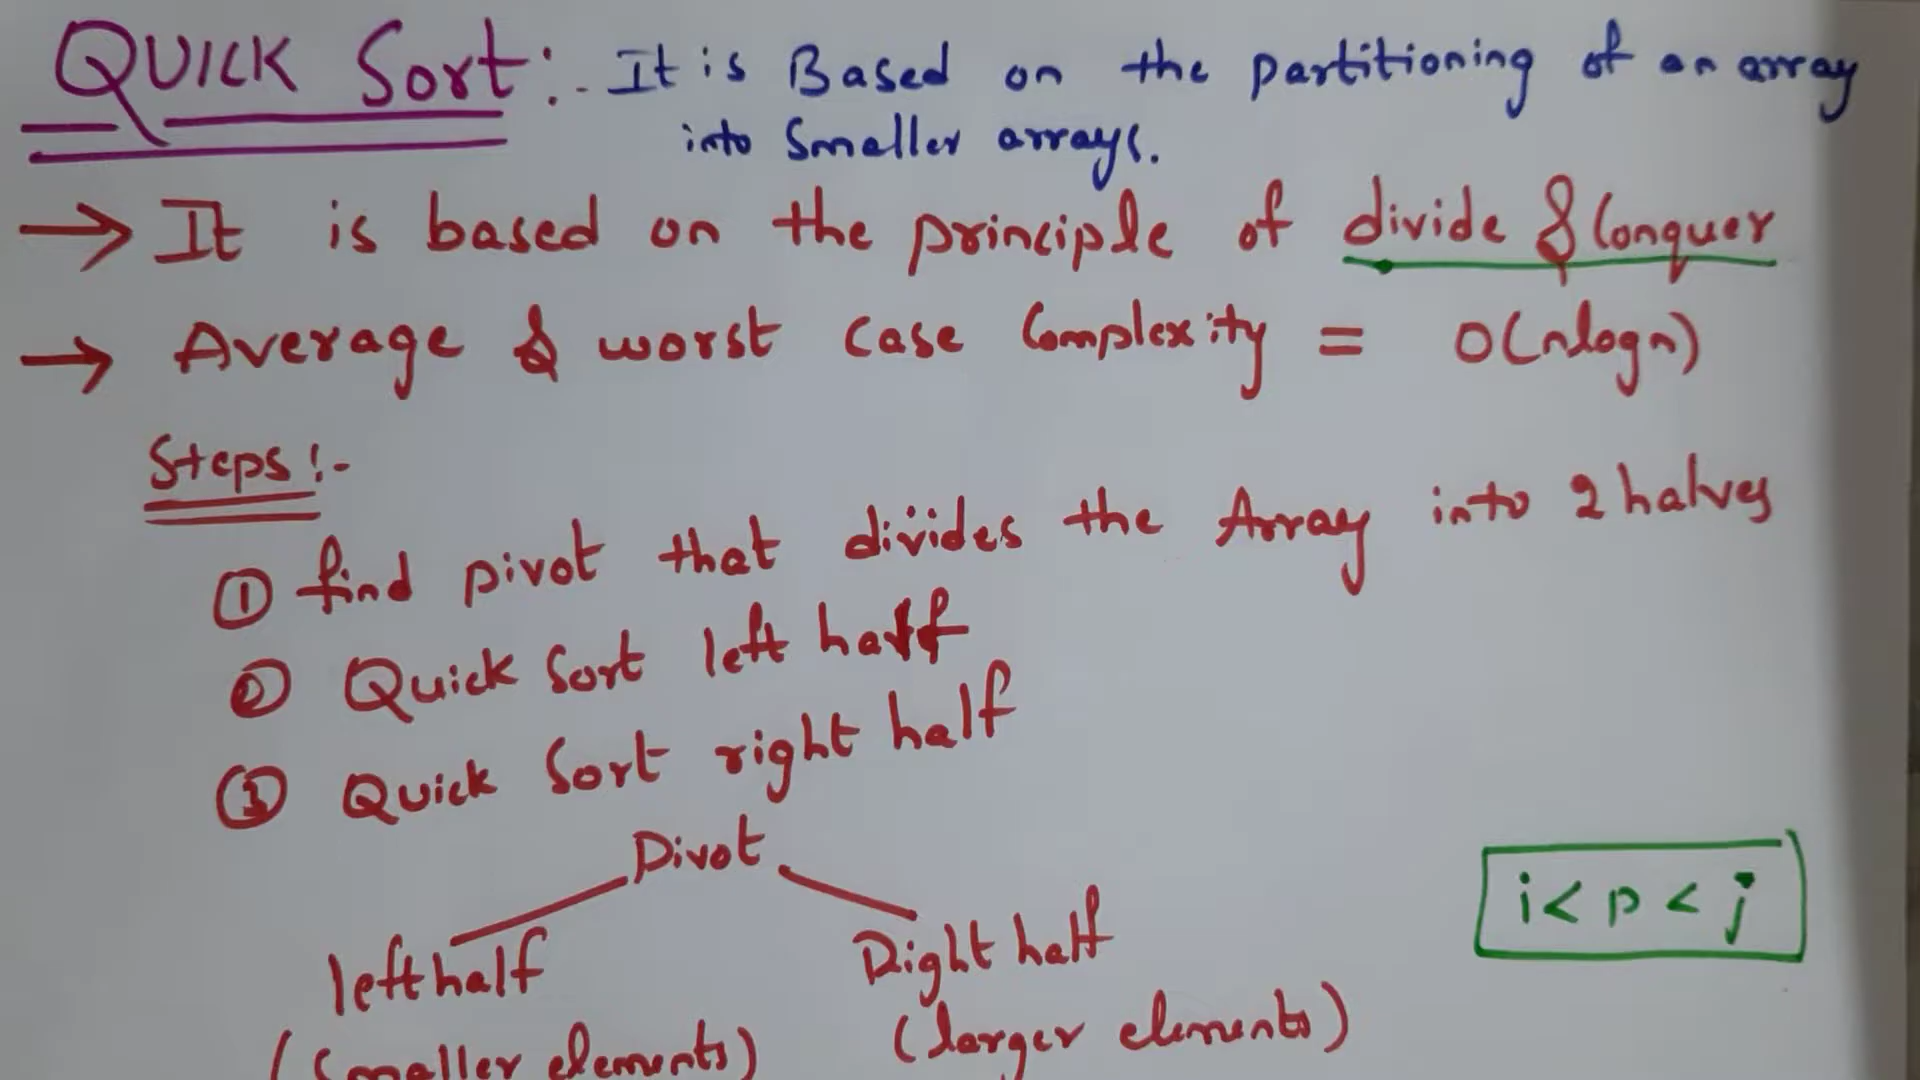 QUICK Sort:- It is Based on the partitioning of an array
into smaller arrays.
→ It is based on the principle of divide & Conquer
→ Average & worst case Complexity = O(nlogn)
Steps:-
① find pivot that divides the Array into 2 halves
② Quick Sort left half
③ Quick Sort right half
Pivot
left half
Right half
(Smaller elements)
(larger elements)
i < p < j